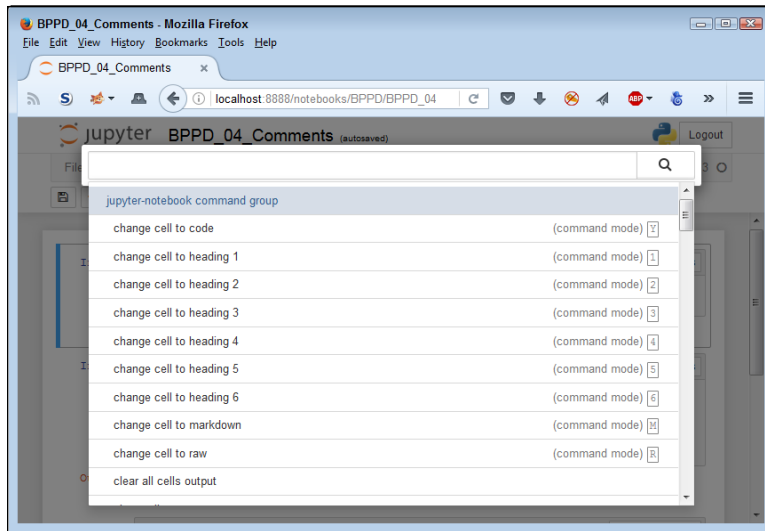 BPPD_04_Comments - Mozilla Firefox
File Edit View History Bookmarks Tools Help
BPPD_04_Comments ×
localhost:8888/notebooks/BPPD/BPPD_04
ABP
jupyter BPPD_04_Comments (autosaved) Logout
File 3
jupyter-notebook command group
change cell to code (command mode) Y
change cell to heading 1 (command mode) 1
change cell to heading 2 (command mode) 2
change cell to heading 3 (command mode) 3
change cell to heading 4 (command mode) 4
change cell to heading 5 (command mode) 5
change cell to heading 6 (command mode) 6
change cell to markdown (command mode) M
change cell to raw (command mode) R
clear all cells output